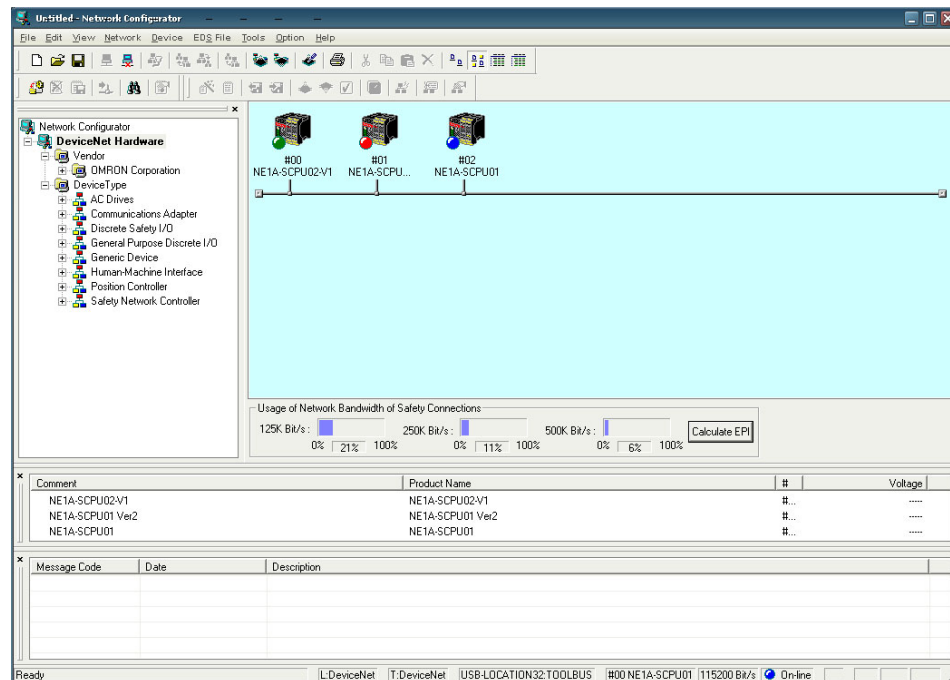 Untitled - Network Configurator
File Edit View Network Device EDS File Tools Option Help
Network Configurator
DeviceNet Hardware
Vendor
OMRON Corporation
DeviceType
AC Drives
Communications Adapter
Discrete Safety I/O
General Purpose Discrete I/O
Generic Device
Human-Machine Interface
Position Controller
Safety Network Controller
#00 #01 #02
NE1A-SCPU02-V1 NE1A-SCPU... NE1A-SCPU01
Usage of Network Bandwidth of Safety Connections
125K Bit/s : 250K Bit/s : 500K Bit/s : Calculate EPI
0% 21% 100% 0% 11% 100% 0% 6% 100%
Comment Product Name # Voltage
NE1A-SCPU02-V1 NE1A-SCPU02-V1 #... -----
NE1A-SCPU01 Ver2 NE1A-SCPU01 Ver2 #... -----
NE1A-SCPU01 NE1A-SCPU01 #... -----
Message Code Date Description
Ready L:DeviceNet T:DeviceNet USB-LOCATION32:TOOLBUS #00 NE1A-SCPU01 115200 Bit/s On-line